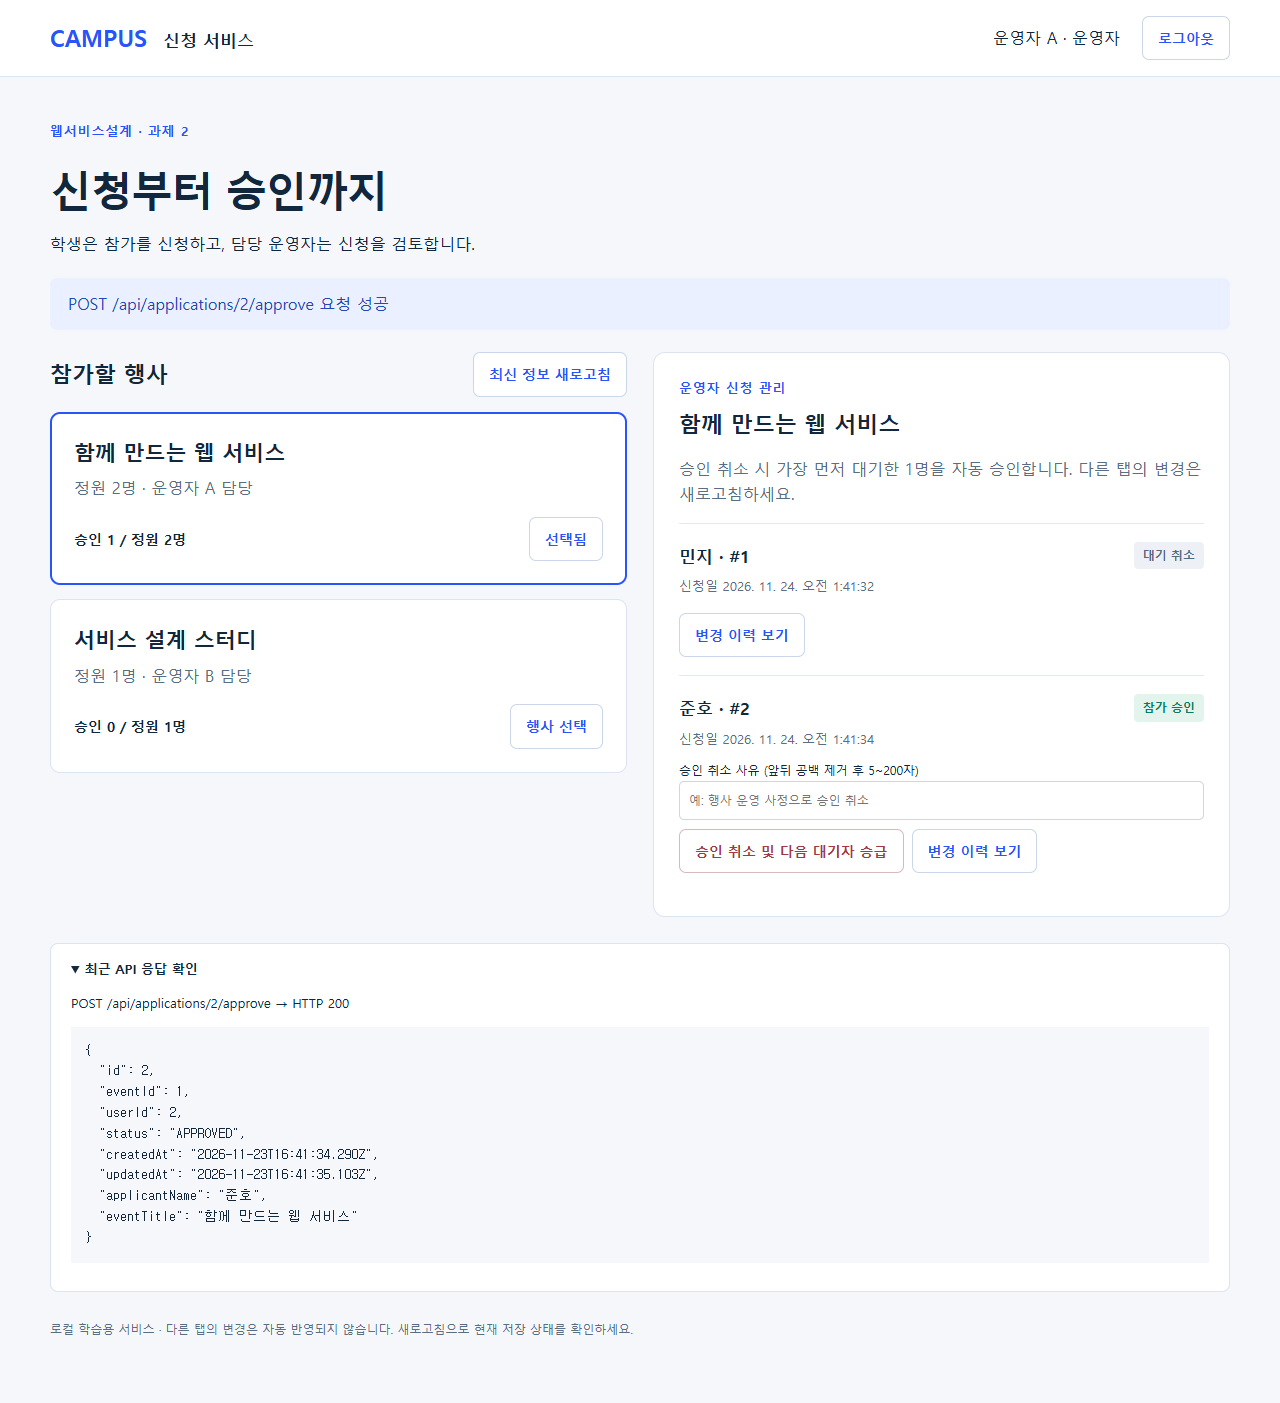 CAMPUS 신청 서비스
운영자 A · 운영자
로그아웃
웹서비스설계 · 과제 2
신청부터 승인까지
학생은 참가를 신청하고, 담당 운영자는 신청을 검토합니다.
POST /api/applications/2/approve 요청 성공
참가할 행사
최신 정보 새로고침
함께 만드는 웹 서비스
정원 2명 · 운영자 A 담당
승인 1 / 정원 2명
선택됨
서비스 설계 스터디
정원 1명 · 운영자 B 담당
승인 0 / 정원 1명
행사 선택
운영자 신청 관리
함께 만드는 웹 서비스
승인 취소 시 가장 먼저 대기한 1명을 자동 승인합니다. 다른 탭의 변경은
새로고침하세요.
민지 · #1
대기 취소
신청일 2026. 11. 24. 오전 1:41:32
변경 이력 보기
준호 · #2
참가 승인
신청일 2026. 11. 24. 오전 1:41:34
승인 취소 사유 (앞뒤 공백 제거 후 5~200자)
예: 행사 운영 사정으로 승인 취소
승인 취소 및 다음 대기자 승급
변경 이력 보기
▼ 최근 API 응답 확인
POST /api/applications/2/approve → HTTP 200
{
"id": 2,
"eventId": 1,
"userId": 2,
"status": "APPROVED",
"createdAt": "2026-11-23T16:41:34.290Z",
"updatedAt": "2026-11-23T16:41:35.103Z",
"applicantName": "준호",
"eventTitle": "함께 만드는 웹 서비스"
}
로컬 학습용 서비스 · 다른 탭의 변경은 자동 반영되지 않습니다. 새로고침으로 현재 저장 상태를 확인하세요.